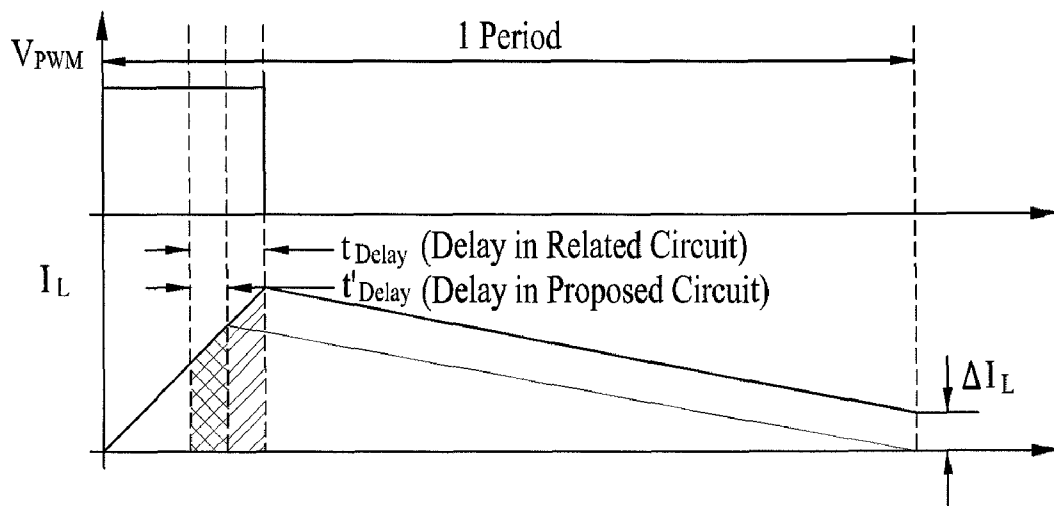 1 Period
VPWM
tDelay (Delay in Related Circuit)
IL
t'Delay (Delay in Proposed Circuit)
ΔIL